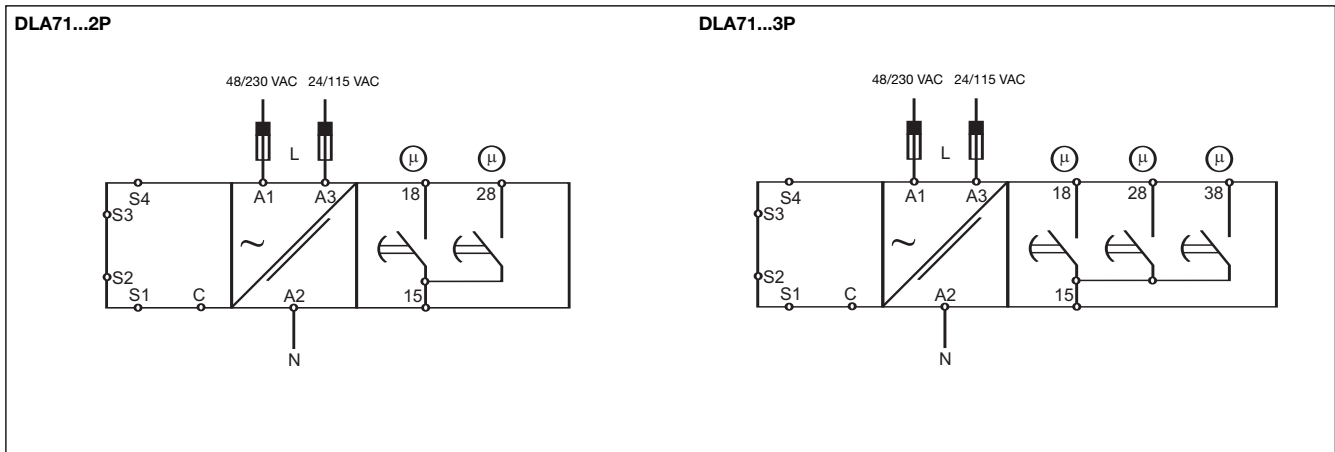 DLA71...2P
48/230 VAC 24/115 VAC
L
µ µ
S4 A1 A3 18 28
S3
~
S2
S1 C A2 15
N
DLA71...3P
48/230 VAC 24/115 VAC
L
µ µ µ
S4 A1 A3 18 28 38
S3
~
S2
S1 C A2 15
N